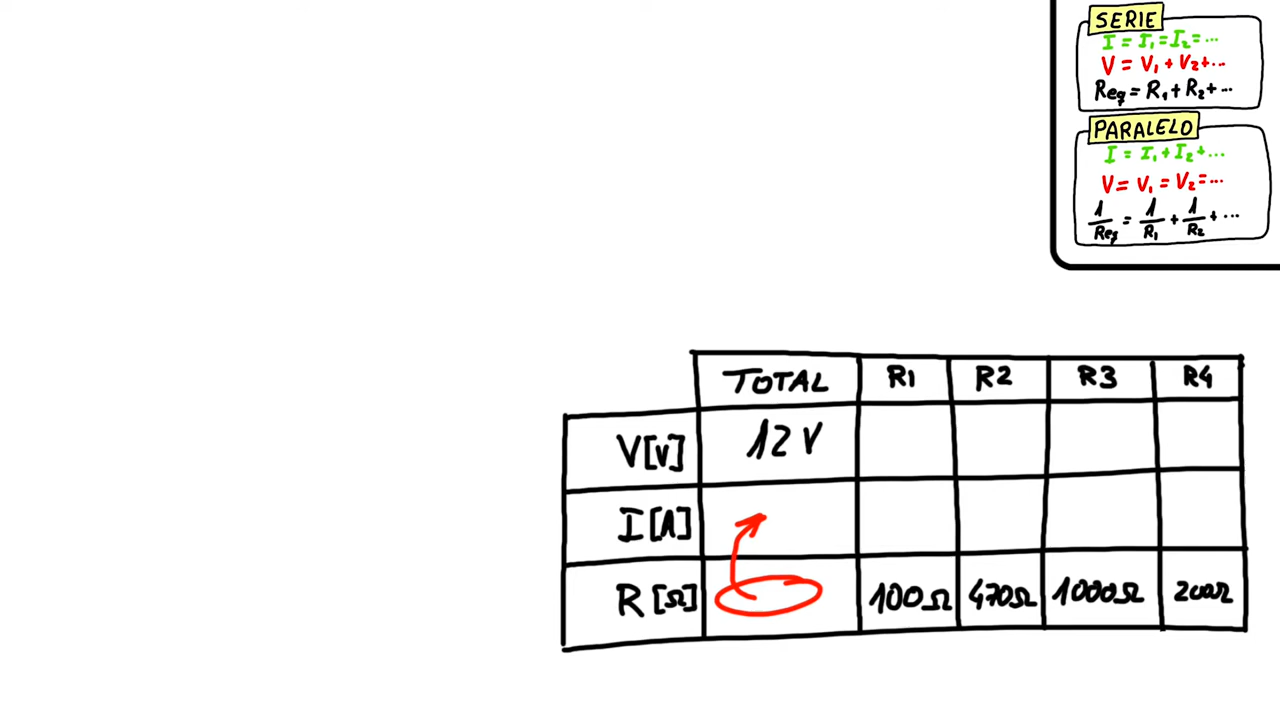 SERIE
I = I₁ = I₂ = ...
V = V₁ + V₂ + ...
Req = R₁ + R₂ + ...
PARALELO
I = I₁ + I₂ + ...
V = V₁ = V₂ = ...
1/Req = 1/R₁ + 1/R₂ + ...
TOTAL R1 R2 R3 R4
V[V] 12 V
I[A]
R[Ω] 100Ω 470Ω 1000Ω 200Ω